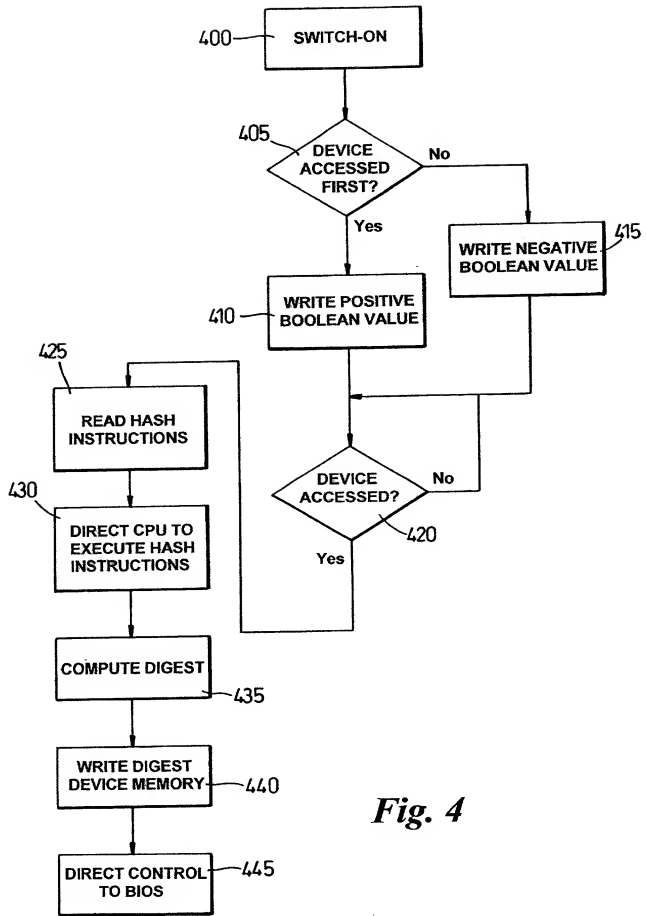 400
SWITCH-ON
405
DEVICE
ACCESSED
FIRST?
No
Yes
WRITE NEGATIVE
BOOLEAN VALUE
415
WRITE POSITIVE
BOOLEAN VALUE
410
425
READ HASH
INSTRUCTIONS
DEVICE
ACCESSED?
No
420
Yes
430
DIRECT CPU TO
EXECUTE HASH
INSTRUCTIONS
COMPUTE DIGEST
435
WRITE DIGEST
DEVICE MEMORY
440
DIRECT CONTROL
TO BIOS
445
Fig. 4